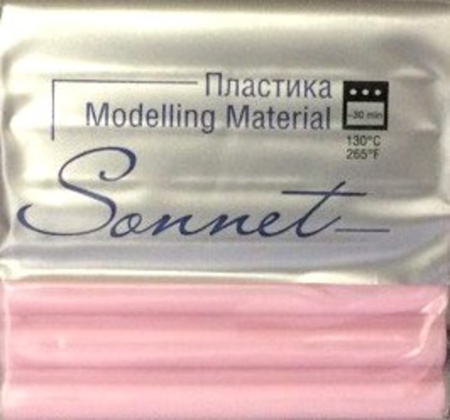 Пластика
Modelling Material
~30 min
130°C
265°F
Sonnet